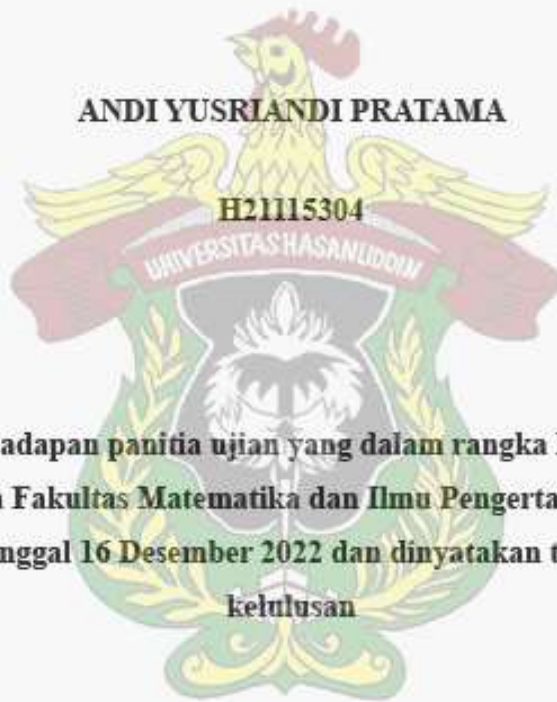 ANDI YUSRIANDI PRATAMA
H21115304
UNIVERSITAS HASANUDDIN
adapan panitia ujian yang dalam rangka
Fakultas Matematika dan Ilmu Pengerta
nggal 16 Desember 2022 dan dinyatakan t
kelulusan